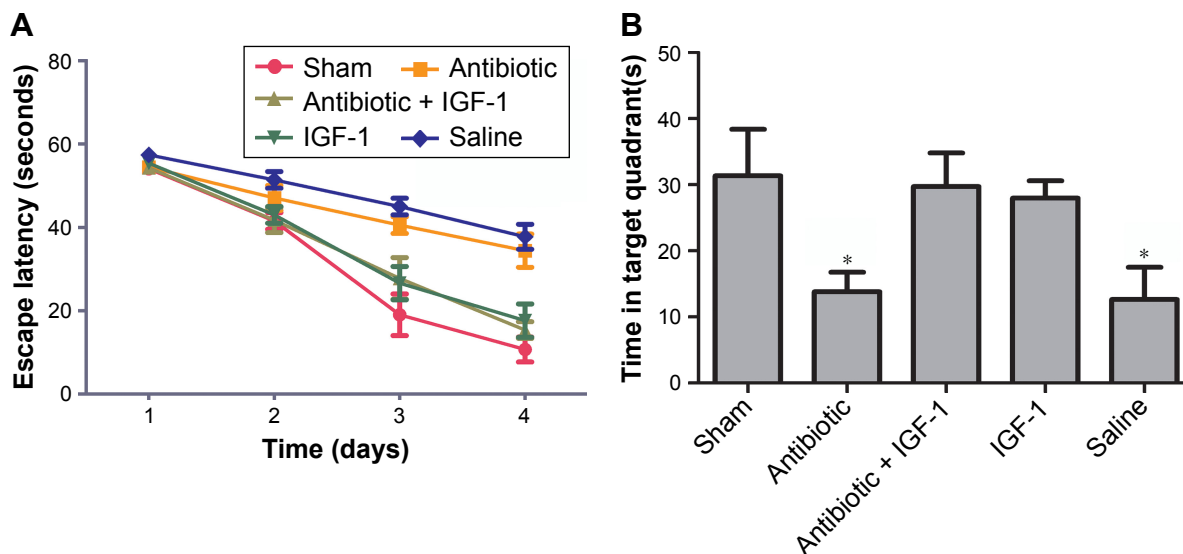 A
Escape latency (seconds)
80
60
40
20
0
Sham
Antibiotic
Antibiotic + IGF-1
IGF-1
Saline
1 2 3 4
Time (days)
B
Time in target quadrant(s)
50
40
30
20
10
0
*
*
Sham
Antibiotic
Antibiotic + IGF-1
IGF-1
Saline